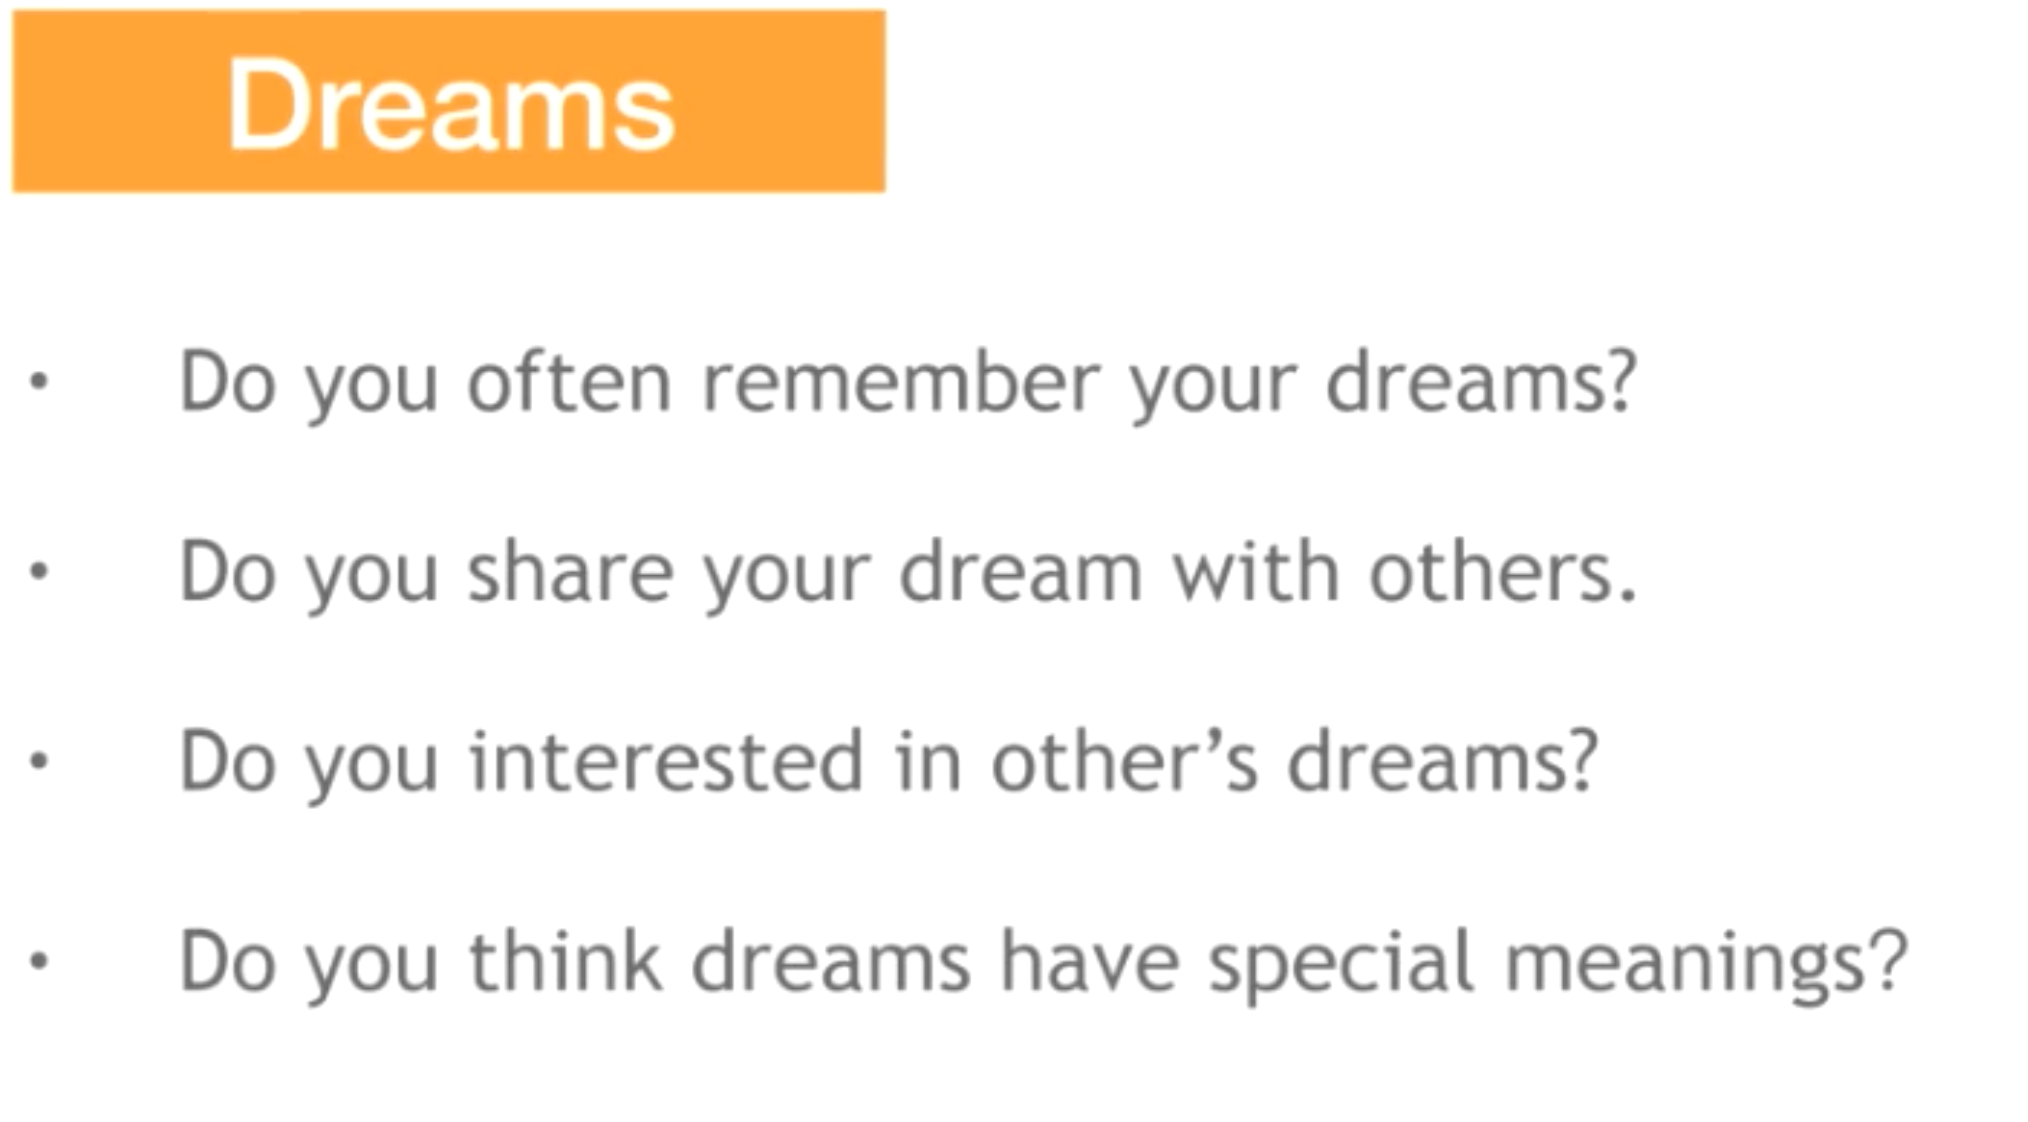 Dreams
• Do you often remember your dreams?
• Do you share your dream with others.
• Do you interested in other’s dreams?
• Do you think dreams have special meanings?